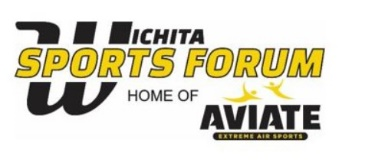 WICHITA
SPORTS FORUM
HOME OF
AVIATE
EXTREME AIR SPORTS